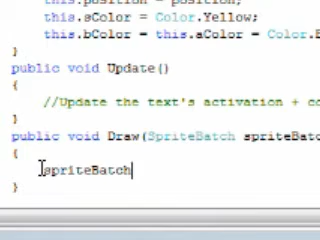 this.position = position;
this.sColor = Color.Yellow;
this.bColor = this.aColor = Color.
}
public void Update()
{
//Update the text's activation + co
}
public void Draw(SpriteBatch spriteBatc
{
spriteBatch
}